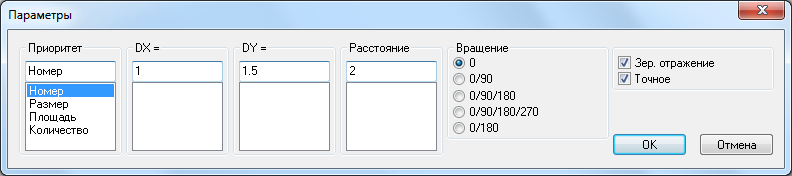 Параметры
Приоритет
Номер
Номер
Размер
Площадь
Количество
DX =
1
DY =
1.5
Расстояние
2
Вращение
0
0/90
0/90/180
0/90/180/270
0/180
Зер. отражение
Точное
OK
Отмена